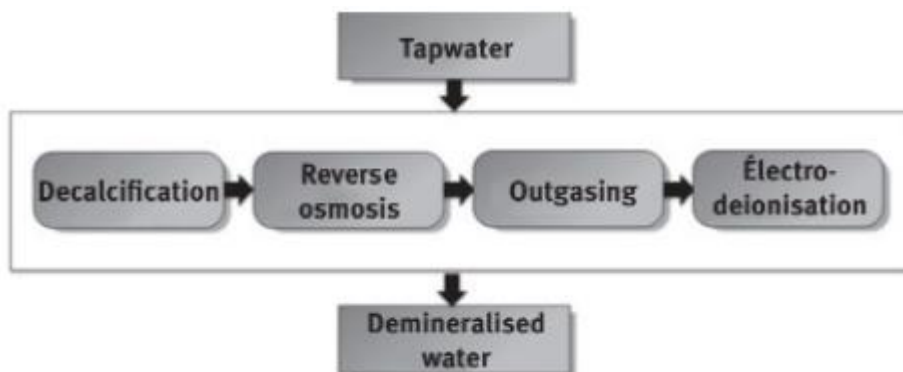 Tapwater
Decalcification
Reverse
osmosis
Outgasing
Électro-
deionisation
Demineralised
water